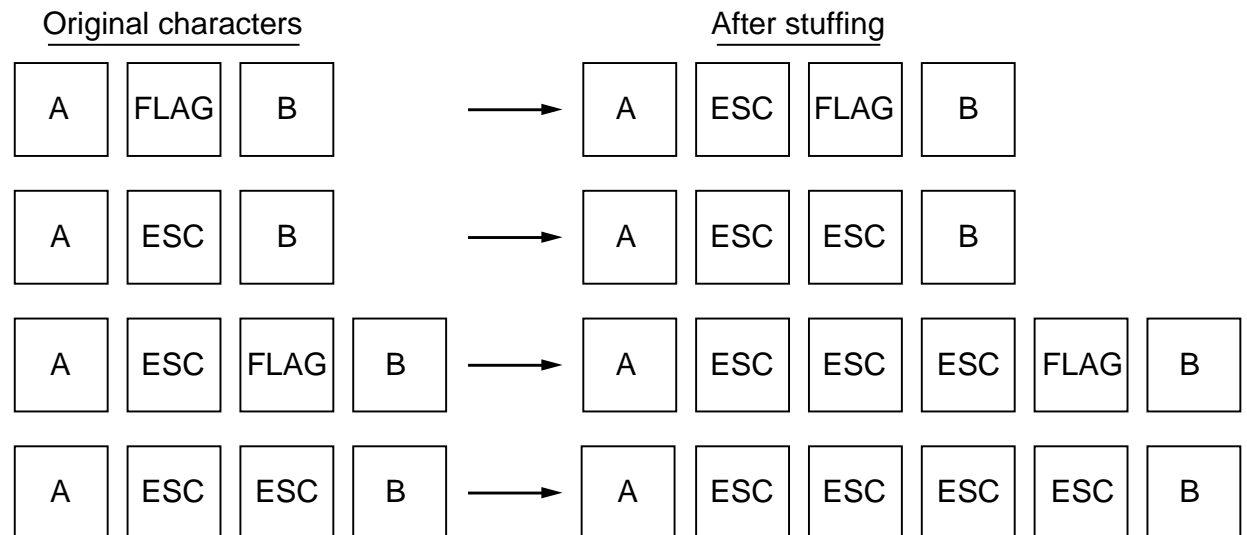 Original characters After stuffing
A FLAG B A ESC FLAG B
A ESC B A ESC ESC B
A ESC FLAG B A ESC ESC ESC FLAG B
A ESC ESC B A ESC ESC ESC ESC B